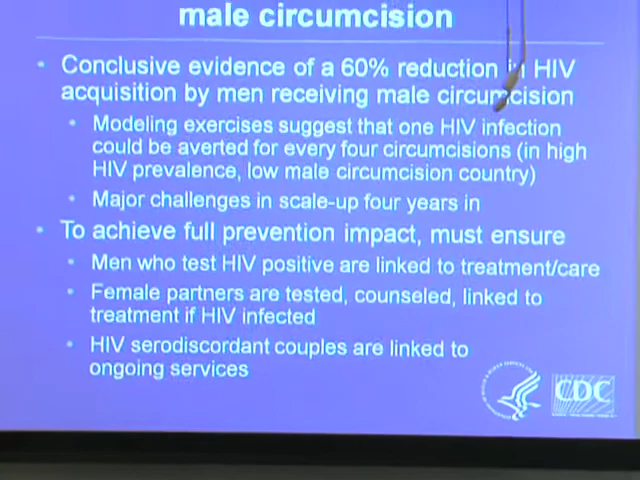 male circumcision
• Conclusive evidence of a 60% reduction in HIV
acquisition by men receiving male circumcision
• Modeling exercises suggest that one HIV infection
could be averted for every four circumcisions (in high
HIV prevalence, low male circumcision country)
• Major challenges in scale-up four years in
• To achieve full prevention impact, must ensure
• Men who test HIV positive are linked to treatment/care
• Female partners are tested, counseled, linked to
treatment if HIV infected
• HIV serodiscordant couples are linked to
ongoing services
CDC